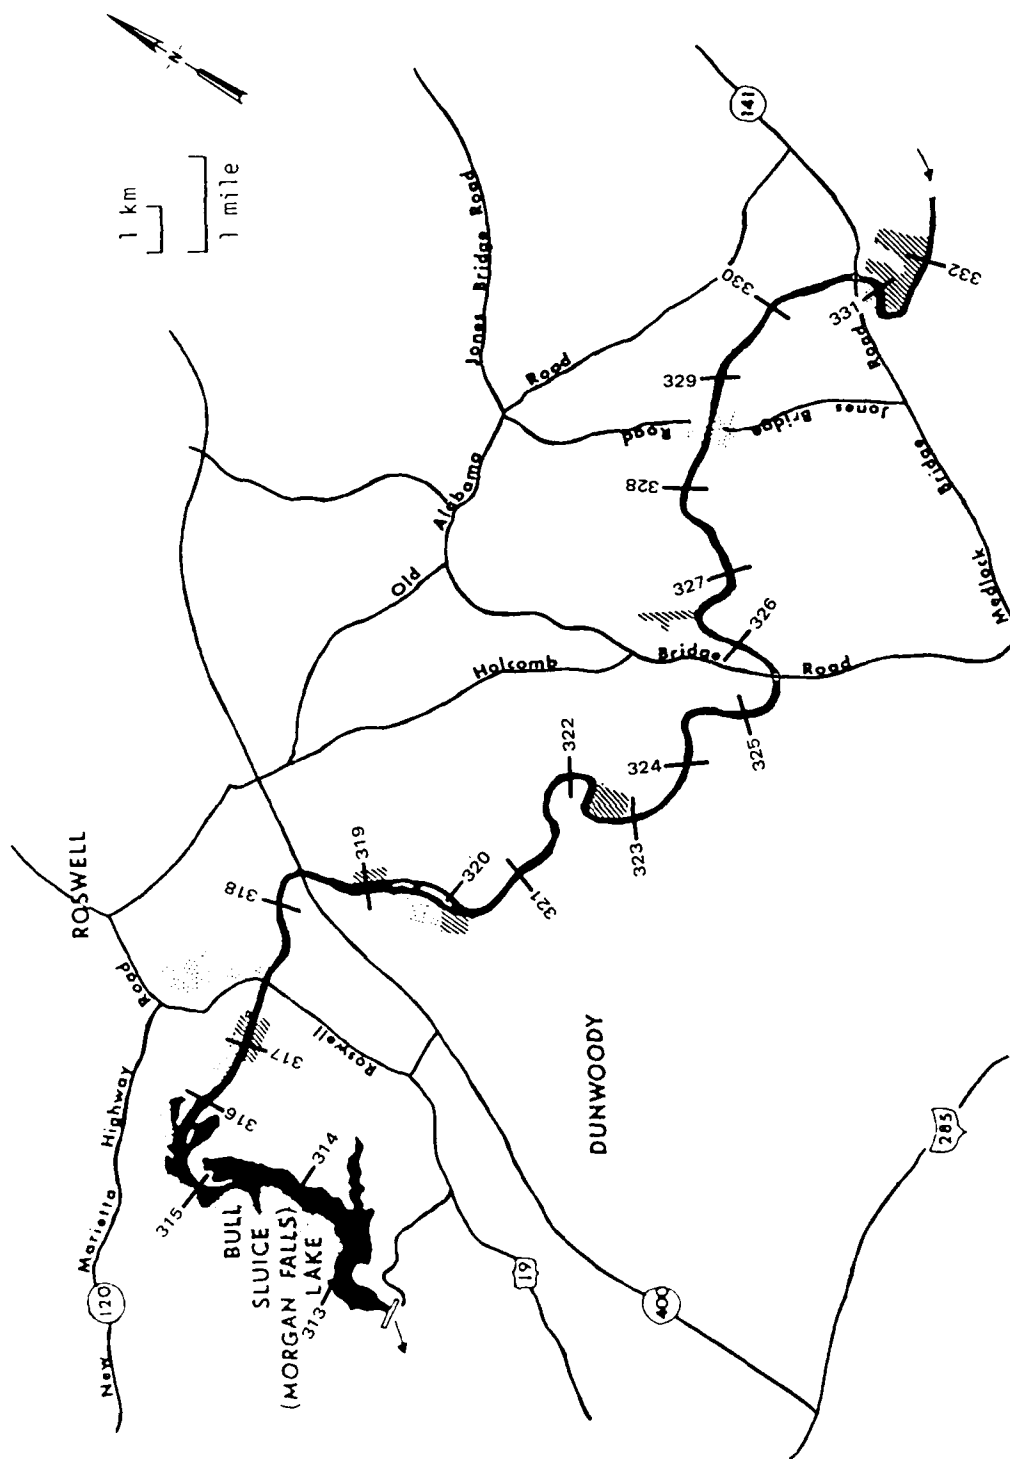 N
1 km
1 mile
141
Jones Bridge Road
332
330
331
Road
Road
329
Jones
Bridge
Road
Bridge
328
Alabama
Old
327
326
Medlock
Holcomb
Bridge
Road
322
324
325
323
319
320
321
318
ROSWELL
Road
Roswell
317
316
DUNWOODY
Highway
Marietta
New
120
315
314
313
BULL
SLUICE
(MORGAN FALLS)
LAKE
19
400
285